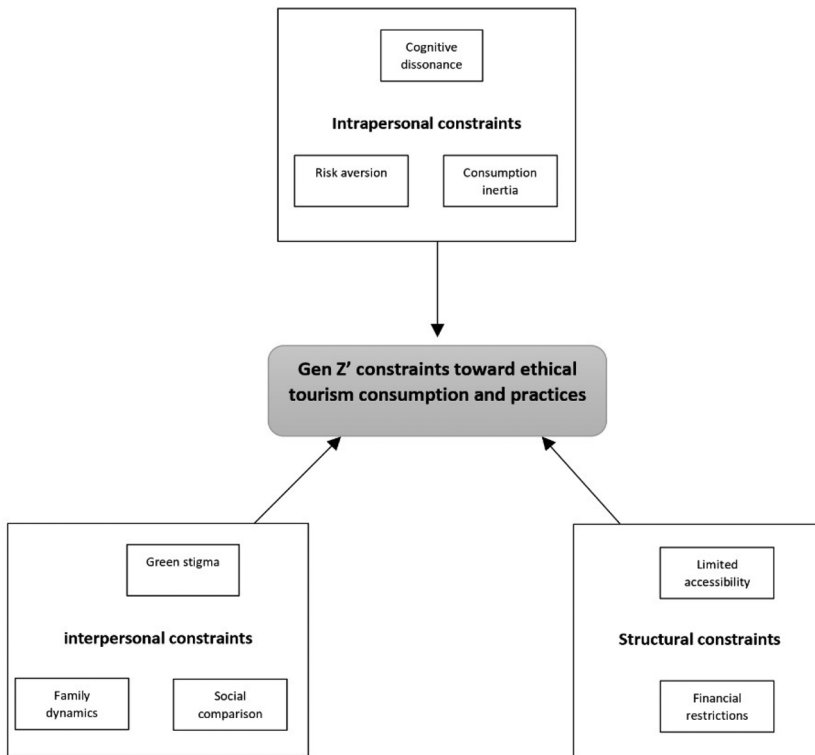 Cognitive
dissonance
Intrapersonal constraints
Risk aversion
Consumption
inertia
Gen Z’ constraints toward ethical
tourism consumption and practices
Green stigma
interpersonal constraints
Family
dynamics
Social
comparison
Limited
accessibility
Structural constraints
Financial
restrictions